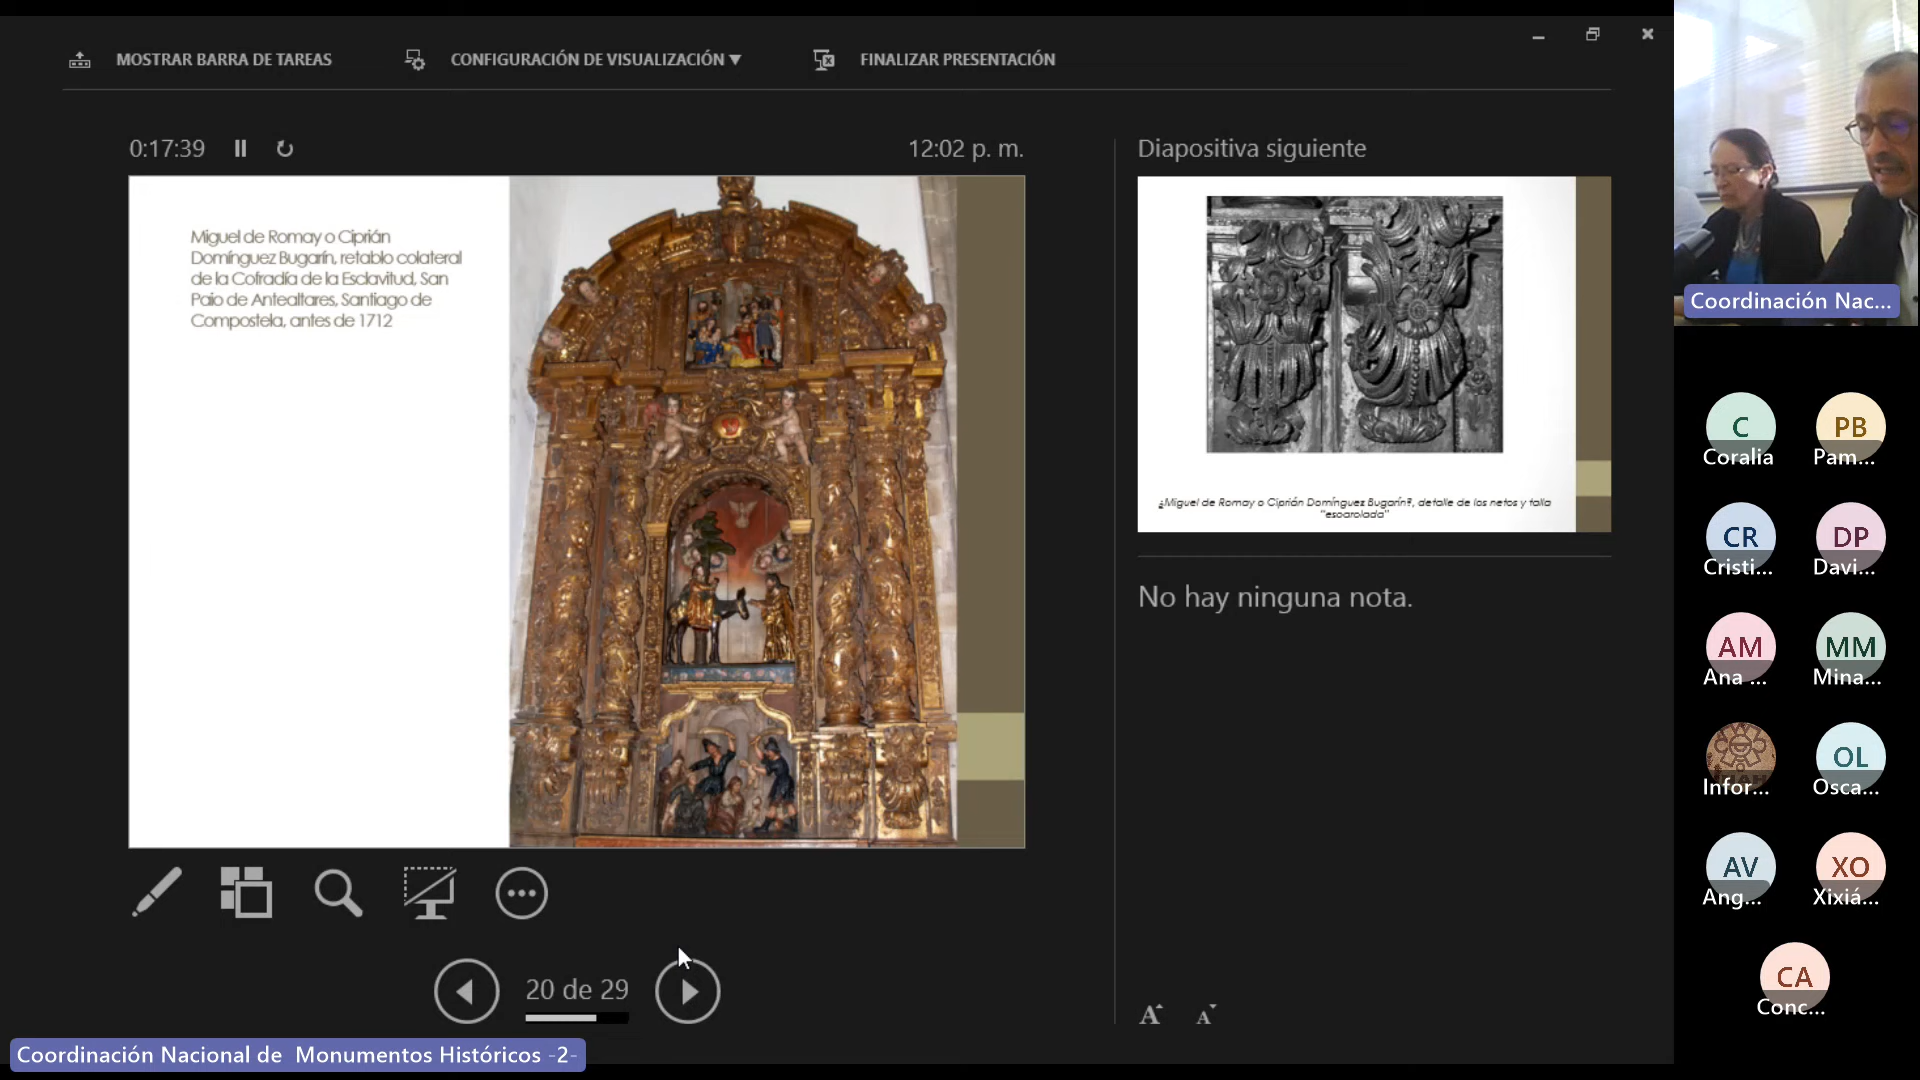 MOSTRAR BARRA DE TAREAS
CONFIGURACIÓN DE VISUALIZACIÓN ▼
FINALIZAR PRESENTACIÓN
0:17:39
12:02 p. m.
Miguel de Romay o Ciprián
Domínguez Bugarín, retablo colateral
de la Cofradía de la Esclavitud, San
Paio de Antealtares, Santiago de
Compostela, antes de 1712
20 de 29
Diapositiva siguiente
¿Miguel de Romay o Ciprián Domínguez Bugarín?, detalle de los netos y talla
"escarolada"
No hay ninguna nota.
A A
Coordinación Nac...
C
Coralia
PB
Pam...
CR
Cristi...
DP
Davi...
AM
Ana ...
MM
Mina...
Infor...
OL
Osca...
AV
Ang...
XO
Xixiá...
CA
Conc...
Coordinación Nacional de Monumentos Históricos -2-